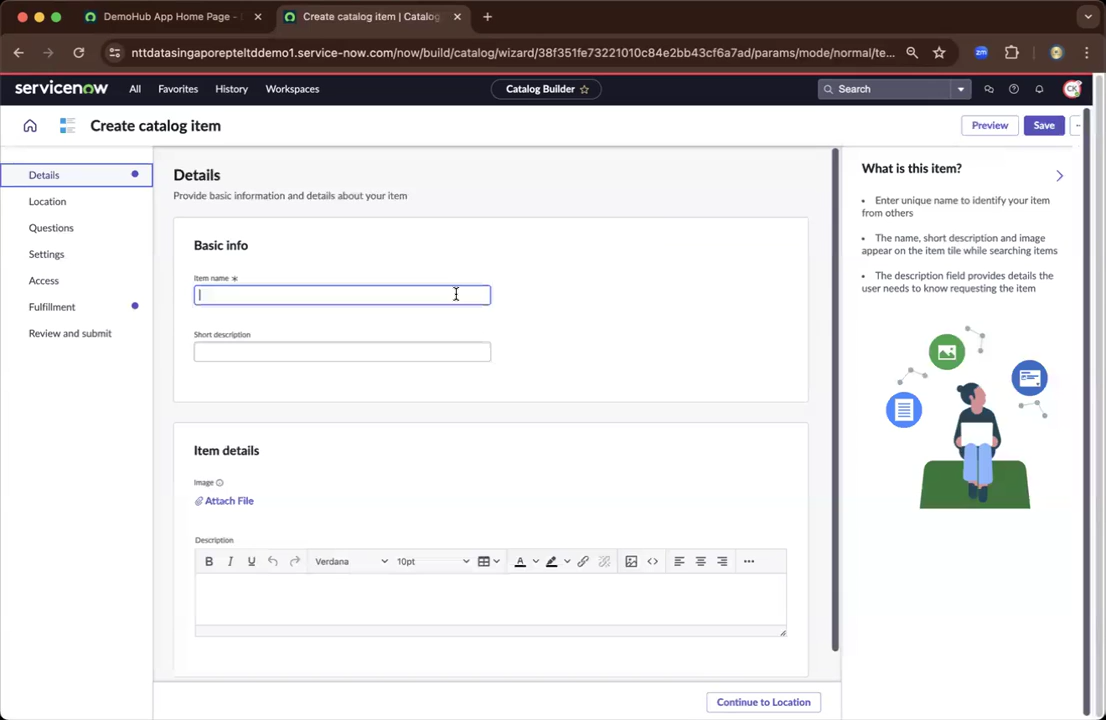 DemoHub App Home Page -
Create catalog item | Catalog
nttdatasingaporepteltddemo1.service-now.com/now/build/catalog/wizard/38f351fe73221010c84e2bb43cf6a7ad/params/mode/normal/te...
zm
servicenow
All
Favorites
History
Workspaces
Catalog Builder
Search
CK
Create catalog item
Preview
Save
Details
Location
Questions
Settings
Access
Fulfillment
Review and submit
Details
Provide basic information and details about your item
Basic info
Item name *
Short description
Item details
Image
Attach File
Description
B I U
Verdana
10pt
A
Continue to Location
What is this item?
• Enter unique name to identify your item
from others
• The name, short description and image
appear on the item tile while searching items
• The description field provides details the
user needs to know requesting the item